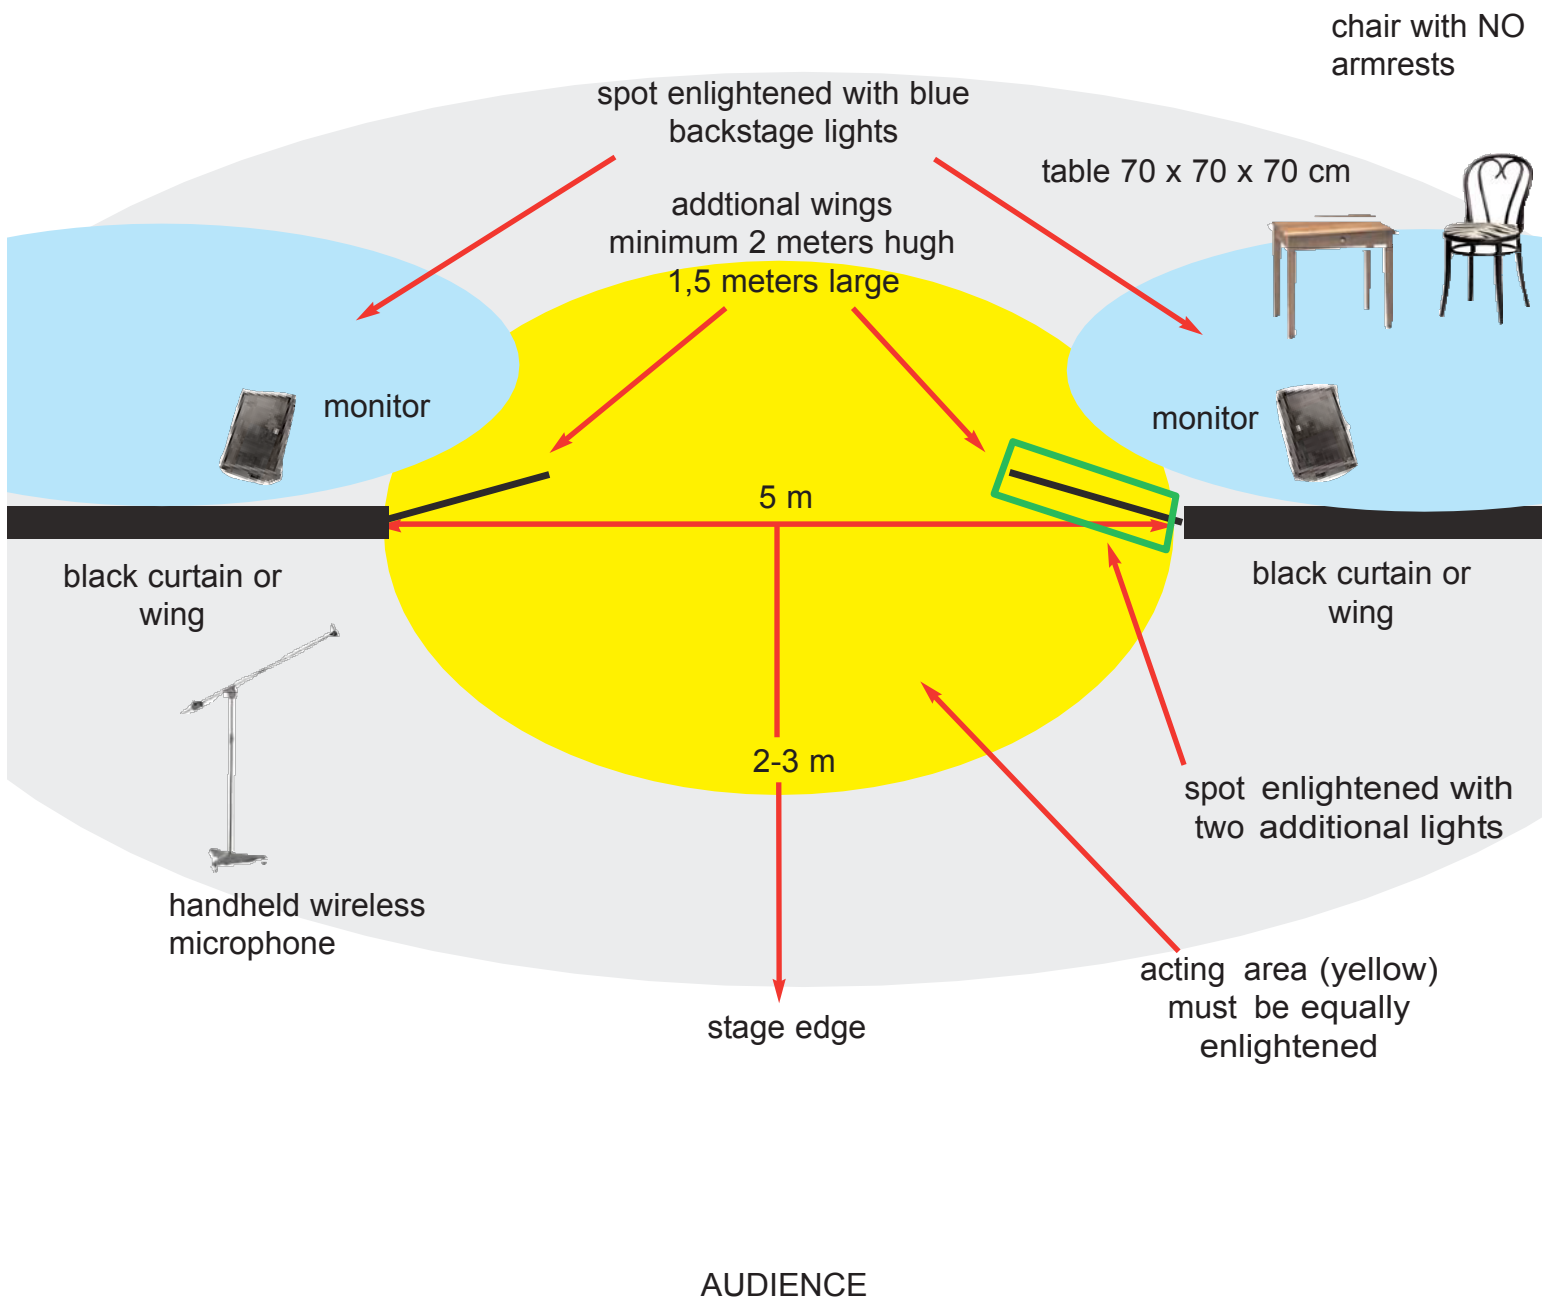 chair with NO
armrests
spot enlightened with blue
backstage lights
table 70 x 70 x 70 cm
addtional wings
minimum 2 meters hugh
1,5 meters large
monitor
monitor
5 m
black curtain or
wing
black curtain or
wing
2-3 m
spot enlightened with
two additional lights
handheld wireless
microphone
acting area (yellow)
must be equally
enlightened
stage edge
AUDIENCE